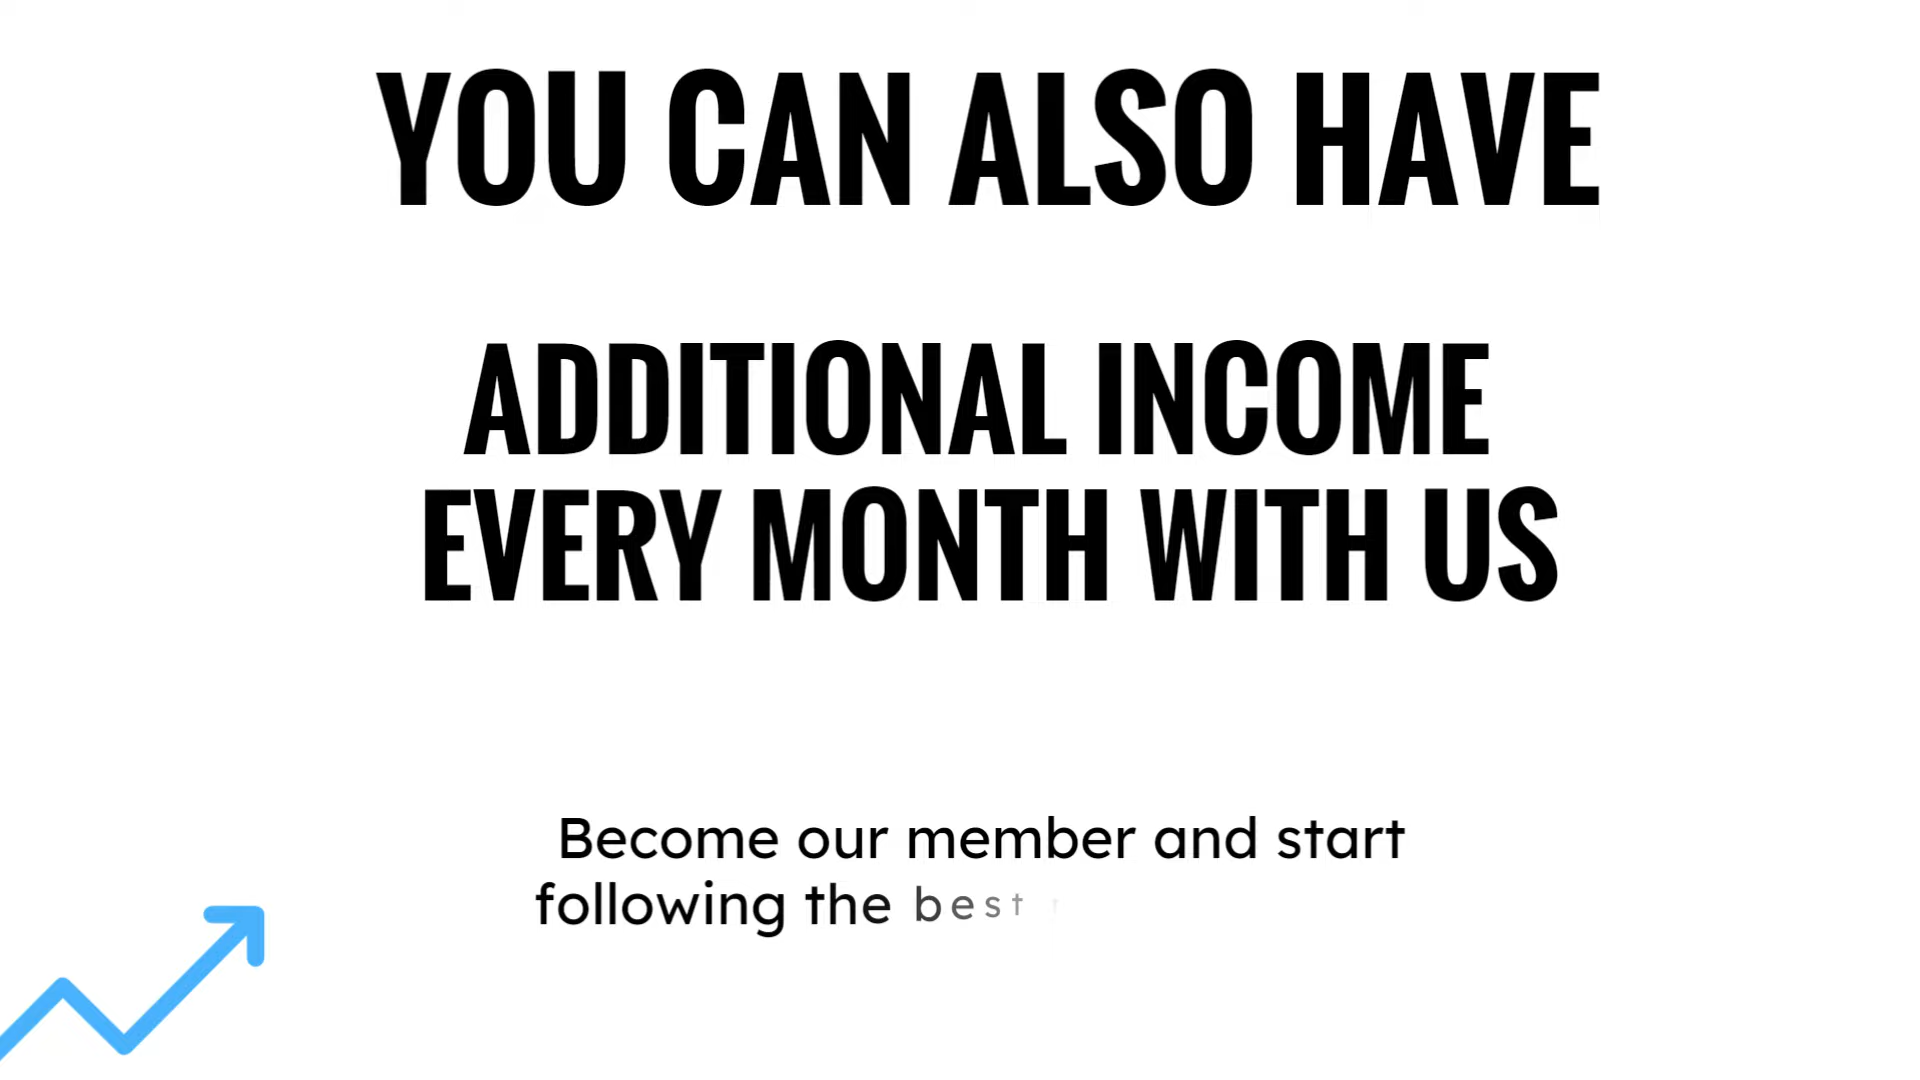 YOU CAN ALSO HAVE
ADDITIONAL INCOME
EVERY MONTH WITH US
Become our member and start
following the best